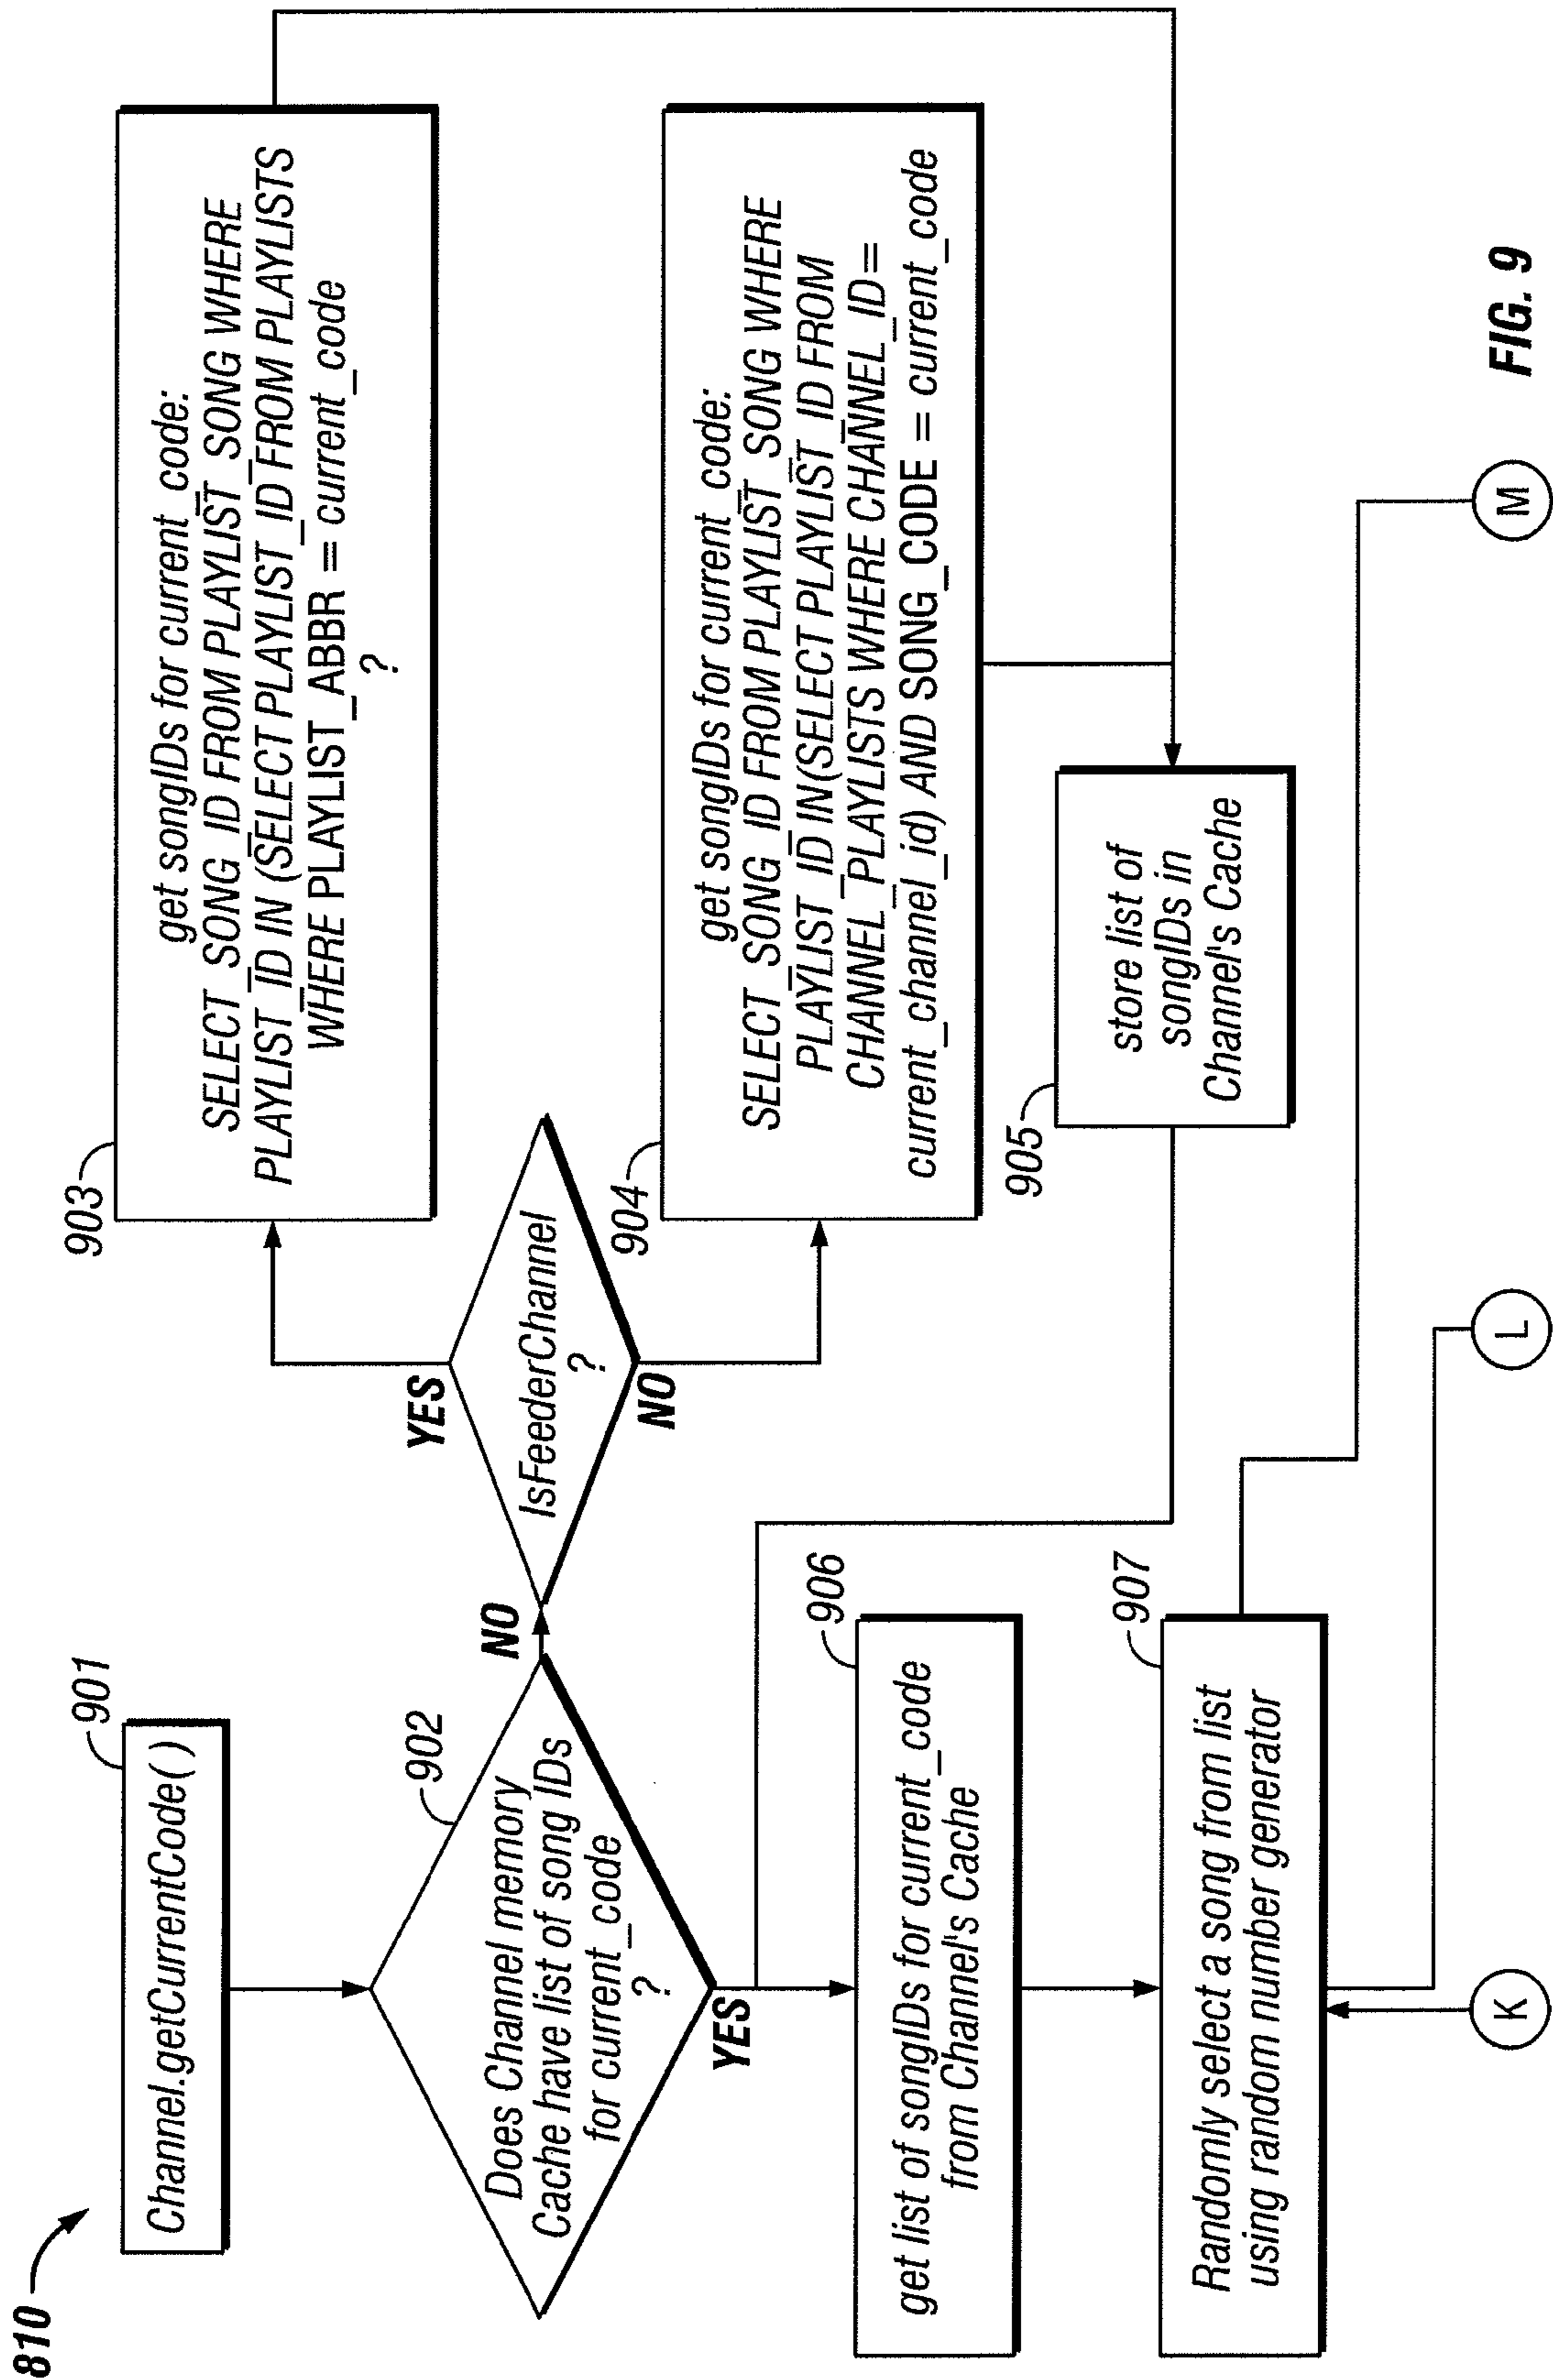 810
901
Channel.getCurrentCode( )
902
Does Channel memory
Cache have list of song IDs
for current_code
?
NO
YES
IsFeederChannel
?
YES
NO
903
get songIDs for current_code:
SELECT SONG_ID FROM PLAYLIST_SONG WHERE
PLAYLIST_ID IN (SELECT PLAYLIST_ID FROM PLAYLISTS
WHERE PLAYLIST_ABBR = current_code
?
904
get songIDs for current_code:
SELECT SONG_ID FROM PLAYLIST_SONG WHERE
PLAYLIST_ID IN(SELECT PLAYLIST_ID FROM
CHANNEL_PLAYLISTS WHERE CHANNEL_ID =
current_channel_id) AND SONG_CODE = current_code
905
store list of
songIDs in
Channel's Cache
906
get list of songIDs for current_code
from Channel's Cache
907
Randomly select a song from list
using random number generator
K
L
M
FIG. 9